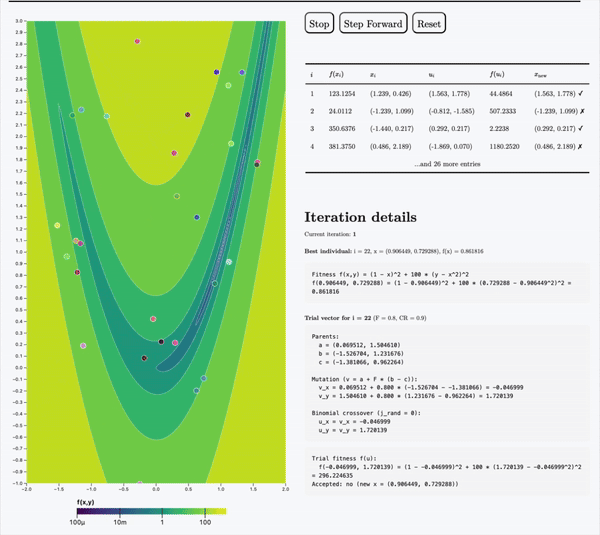 Stop Step Forward Reset
i f(xᵢ) xᵢ uᵢ f(uᵢ) x_new
1 123.1254 (1.239, 0.426) (1.563, 1.778) 44.4864 (1.563, 1.778) ✓
2 24.0112 (-1.239, 1.099) (-0.812, -1.585) 507.2333 (-1.239, 1.099) ✗
3 350.6376 (-1.440, 0.217) (0.292, 0.217) 2.2238 (0.292, 0.217) ✓
4 381.3750 (0.486, 2.189) (-1.869, 0.070) 1180.2520 (0.486, 2.189) ✗
...and 26 more entries
Iteration details
Current iteration: 1
Best individual: i = 22, x = (0.906449, 0.729288), f(x) = 0.861816
Fitness f(x,y) = (1 − x)^2 + 100 * (y − x^2)^2
f(0.906449, 0.729288) = (1 − 0.906449)^2 + 100 * (0.729288 − 0.906449^2)^2 =
0.861816
Trial vector for i = 22 (F = 0.8, CR = 0.9)
Parents:
a = (0.069512, 1.504610)
b = (-1.526704, 1.231676)
c = (-1.381066, 0.962264)
Mutation (v = a + F * (b − c)):
v_x = 0.069512 + 0.800 * (-1.526704 − -1.381066) = -0.046999
v_y = 1.504610 + 0.800 * (1.231676 − 0.962264) = 1.720139
Binomial crossover (j_rand = 0):
u_x = v_x = -0.046999
u_y = v_y = 1.720139
Trial fitness f(u):
f(-0.046999, 1.720139) = (1 − -0.046999)^2 + 100 * (1.720139 − -0.046999^2)^2
= 296.224635
Accepted: no (new x = (0.906449, 0.729288))
3.0
2.9
2.8
2.7
2.6
2.5
2.4
2.3
2.2
2.1
2.0
1.9
1.8
1.7
1.6
1.5
1.4
1.3
1.2
1.1
1.0
0.9
0.8
0.7
0.6
0.5
0.4
0.3
0.2
0.1
0.0
−0.1
−0.2
−0.3
−0.4
−0.5
−0.6
−0.7
−0.8
−0.9
−1.0
−2.0 −1.5 −1.0 −0.5 0.0 0.5 1.0 1.5 2.0
f(x,y)
100μ 10m 1 100